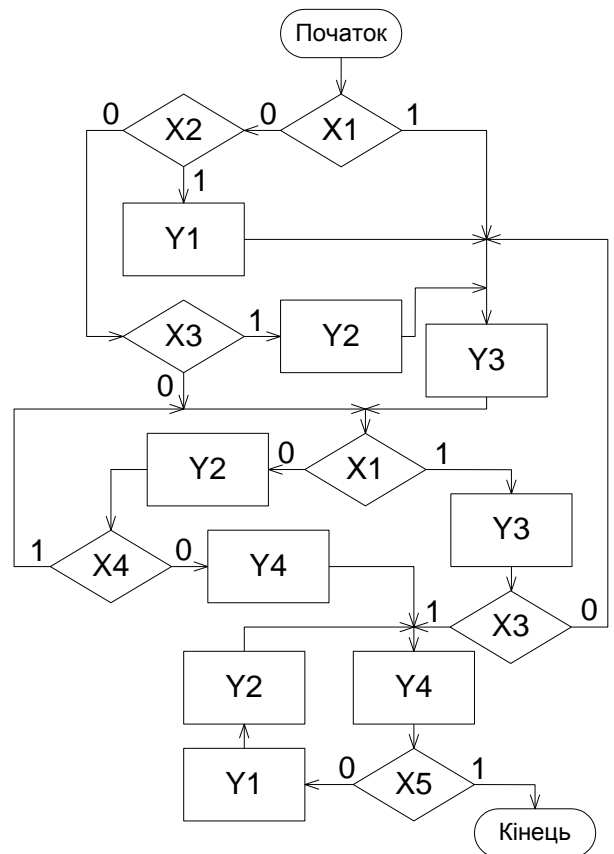 Початок
0 X2 0 X1 1
1
Y1
X3 1 Y2 Y3
0
Y2 0 X1 1
Y3
1 X4 0 Y4
1 X3 0
Y2 Y4
Y1 0 X5 1
Кінець